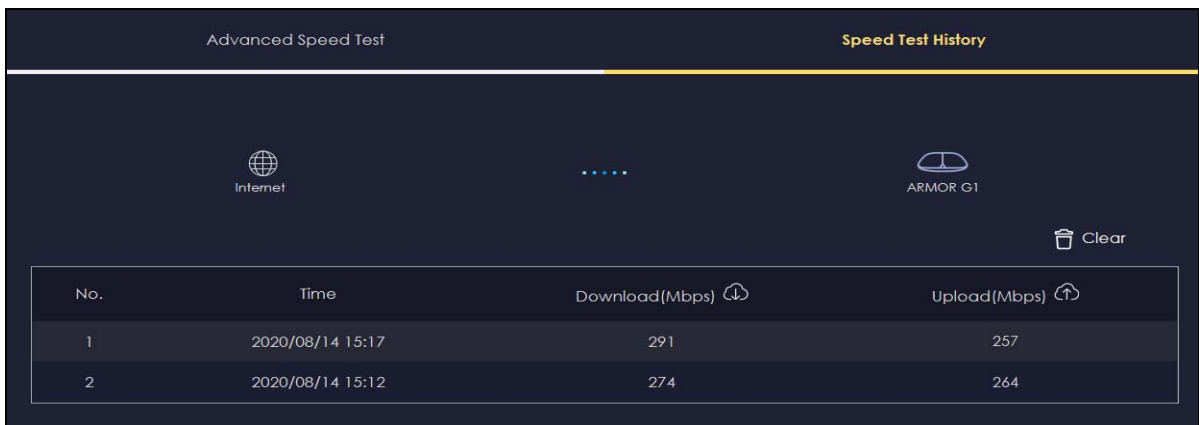 Advanced Speed Test Speed Test History
Internet ARMOR G1
Clear
No. Time Download(Mbps) Upload(Mbps)
1 2020/08/14 15:17 291 257
2 2020/08/14 15:12 274 264